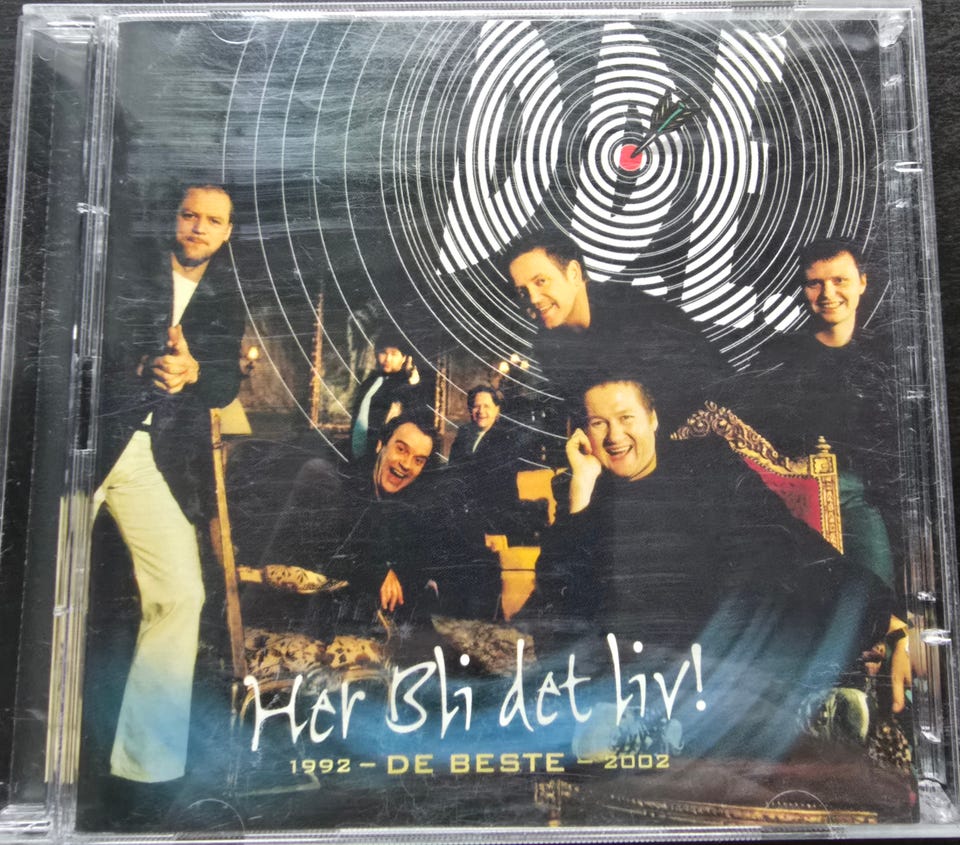 Her Bli det liv!
1992 - DE BESTE - 2002